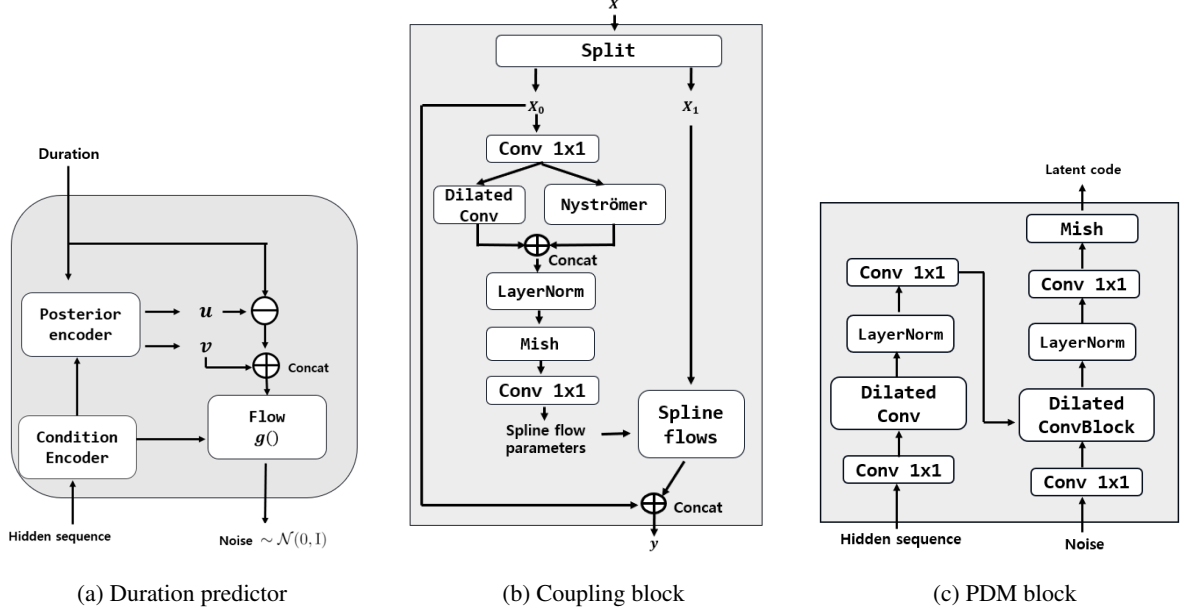 Duration
Posterior
encoder
u
v
Concat
Condition
Encoder
Flow
g()
Hidden sequence
Noise ~ 𝒩(0, I)
(a) Duration predictor
x
Split
X₀
X₁
Conv 1x1
Dilated
Conv
Nyströmer
Concat
LayerNorm
Mish
Conv 1x1
Spline flow
parameters
Spline
flows
Concat
y
(b) Coupling block
Latent code
Mish
Conv 1x1
Conv 1x1
LayerNorm
LayerNorm
Dilated
Conv
Dilated
ConvBlock
Conv 1x1
Conv 1x1
Hidden sequence
Noise
(c) PDM block